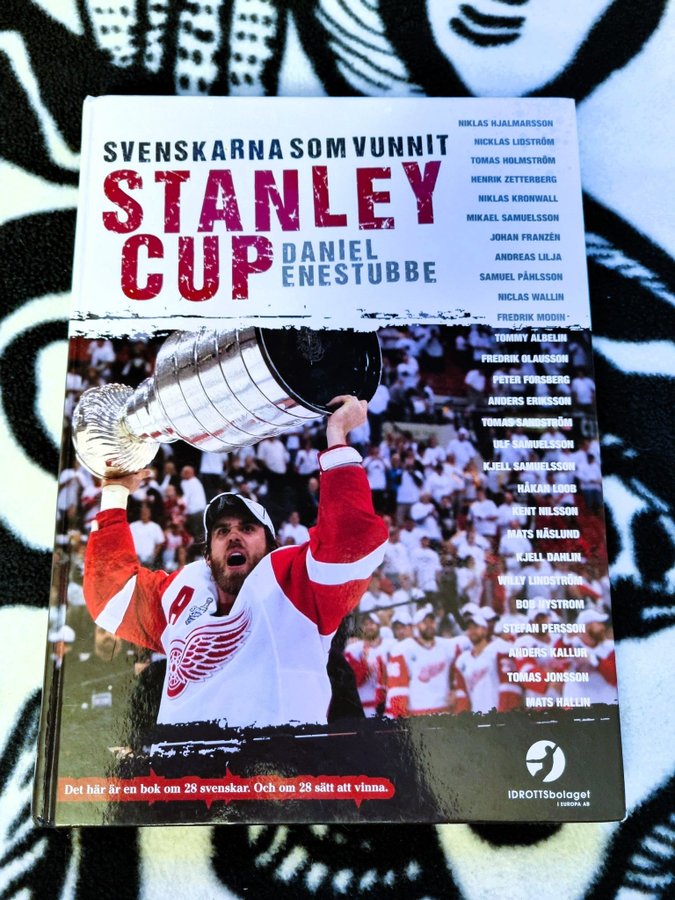 SVENSKARNA SOM VUNNIT
STANLEY
CUP
DANIEL
ENESTUBBE
NIKLAS HJALMARSSON
NICKLAS LIDSTRÖM
TOMAS HOLMSTRÖM
HENRIK ZETTERBERG
NIKLAS KRONWALL
MIKAEL SAMUELSSON
JOHAN FRANZÉN
ANDREAS LILJA
SAMUEL PÅHLSSON
NICLAS WALLIN
FREDRIK MODIN
TOMMY ALBELIN
FREDRIK OLAUSSON
PETER FORSBERG
ANDERS ERIKSSON
TOMAS SANDSTRÖM
ULF SAMUELSSON
KJELL SAMUELSSON
HÅKAN LOOB
KENT NILSSON
MATS NÄSLUND
KJELL DAHLIN
WILLY LINDSTRÖM
BOB NYSTROM
STEFAN PERSSON
ANDERS KALLUR
TOMAS JONSSON
MATS HALLIN
A
Det här är en bok om 28 svenskar. Och om 28 sätt att vinna.
IDROTTSbolaget
I EUROPA AB